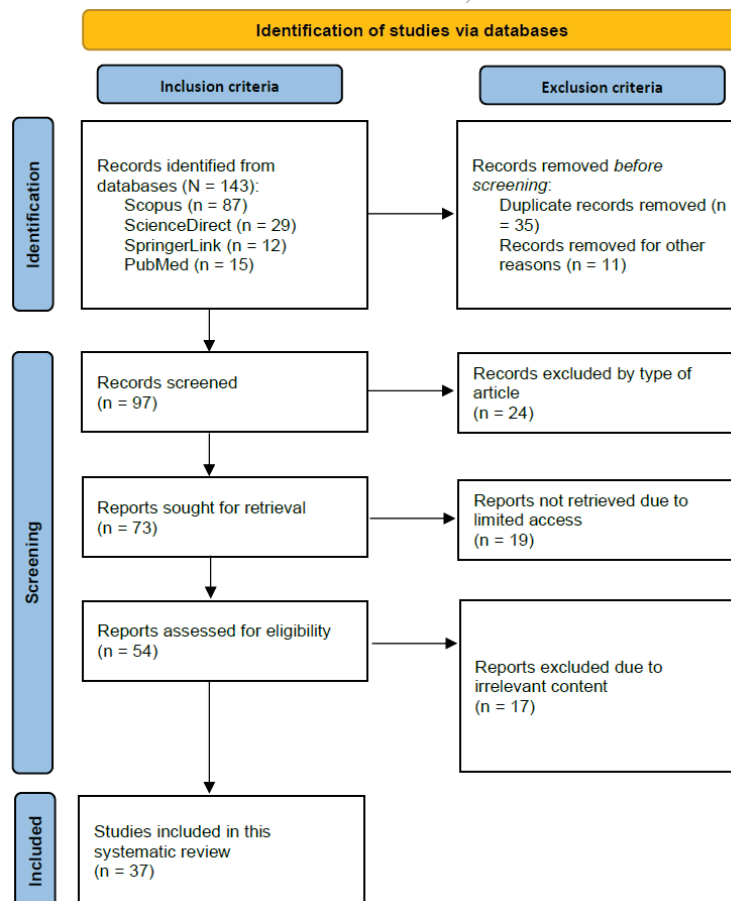 Identification of studies via databases
Inclusion criteria
Exclusion criteria
Identification
Records identified from
databases (N = 143):
Scopus (n = 87)
ScienceDirect (n = 29)
SpringerLink (n = 12)
PubMed (n = 15)
Records removed before
screening:
Duplicate records removed (n
= 35)
Records removed for other
reasons (n = 11)
Screening
Records screened
(n = 97)
Records excluded by type of
article
(n = 24)
Reports sought for retrieval
(n = 73)
Reports not retrieved due to
limited access
(n = 19)
Reports assessed for eligibility
(n = 54)
Reports excluded due to
irrelevant content
(n = 17)
Included
Studies included in this
systematic review
(n = 37)